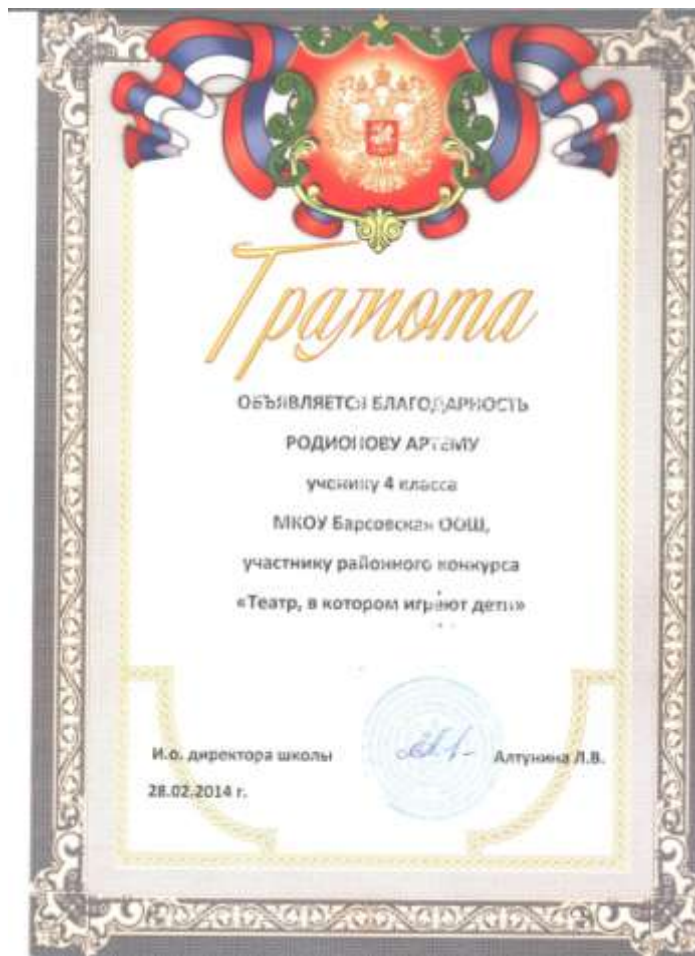 Грамота
ОБЪЯВЛЯЕТСЯ БЛАГОДАРНОСТЬ
РОДИОНОВУ АРТЕМУ
ученику 4 класса
МКОУ Барсовская ООШ,
участнику районного конкурса
«Театр, в котором играют дети»
И.о. директора школы
Алтунина Л.В.
28.02.2014 г.